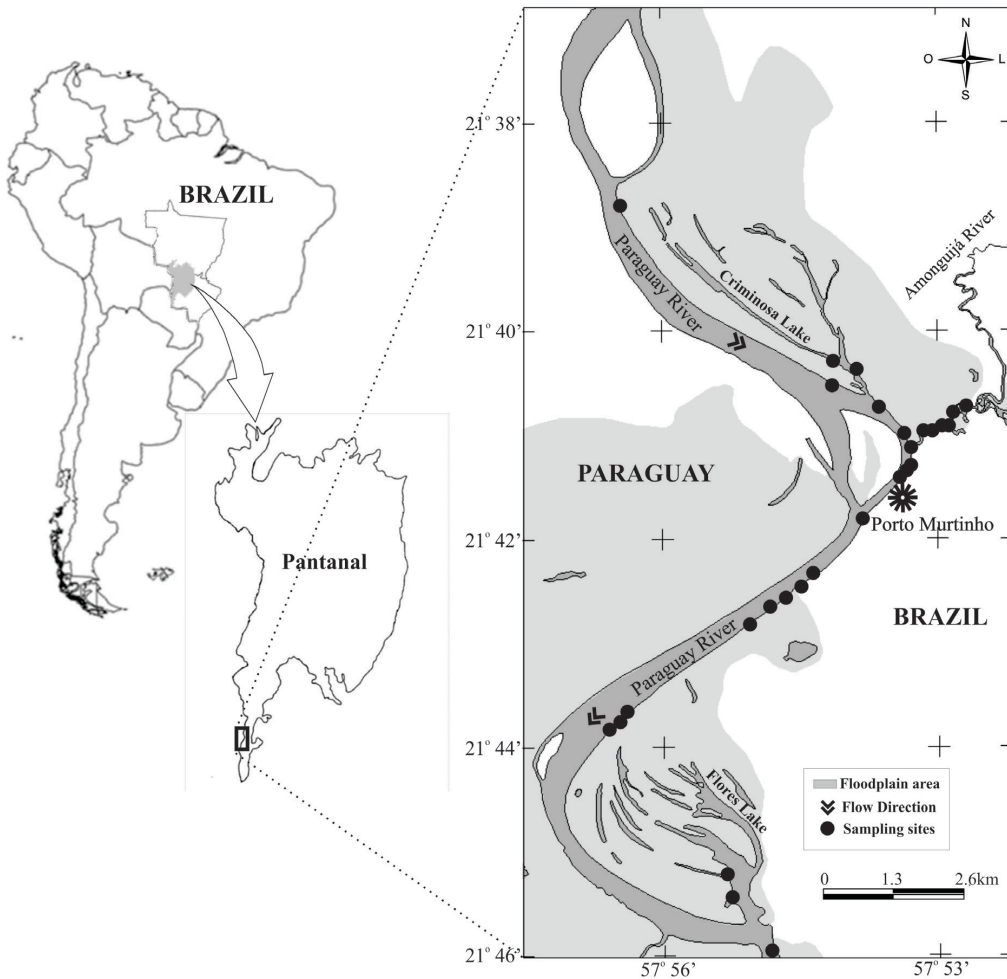 BRAZIL
Pantanal
N
O L
S
21° 38’
21° 40’
21° 42’
21° 44’
21° 46’
57° 56’
57° 53’
Paraguay River
Criminosa Lake
Amonguijá River
PARAGUAY
Porto Murtinho
BRAZIL
Paraguay River
Flores Lake
Floodplain area
Flow Direction
Sampling sites
0 1.3 2.6km